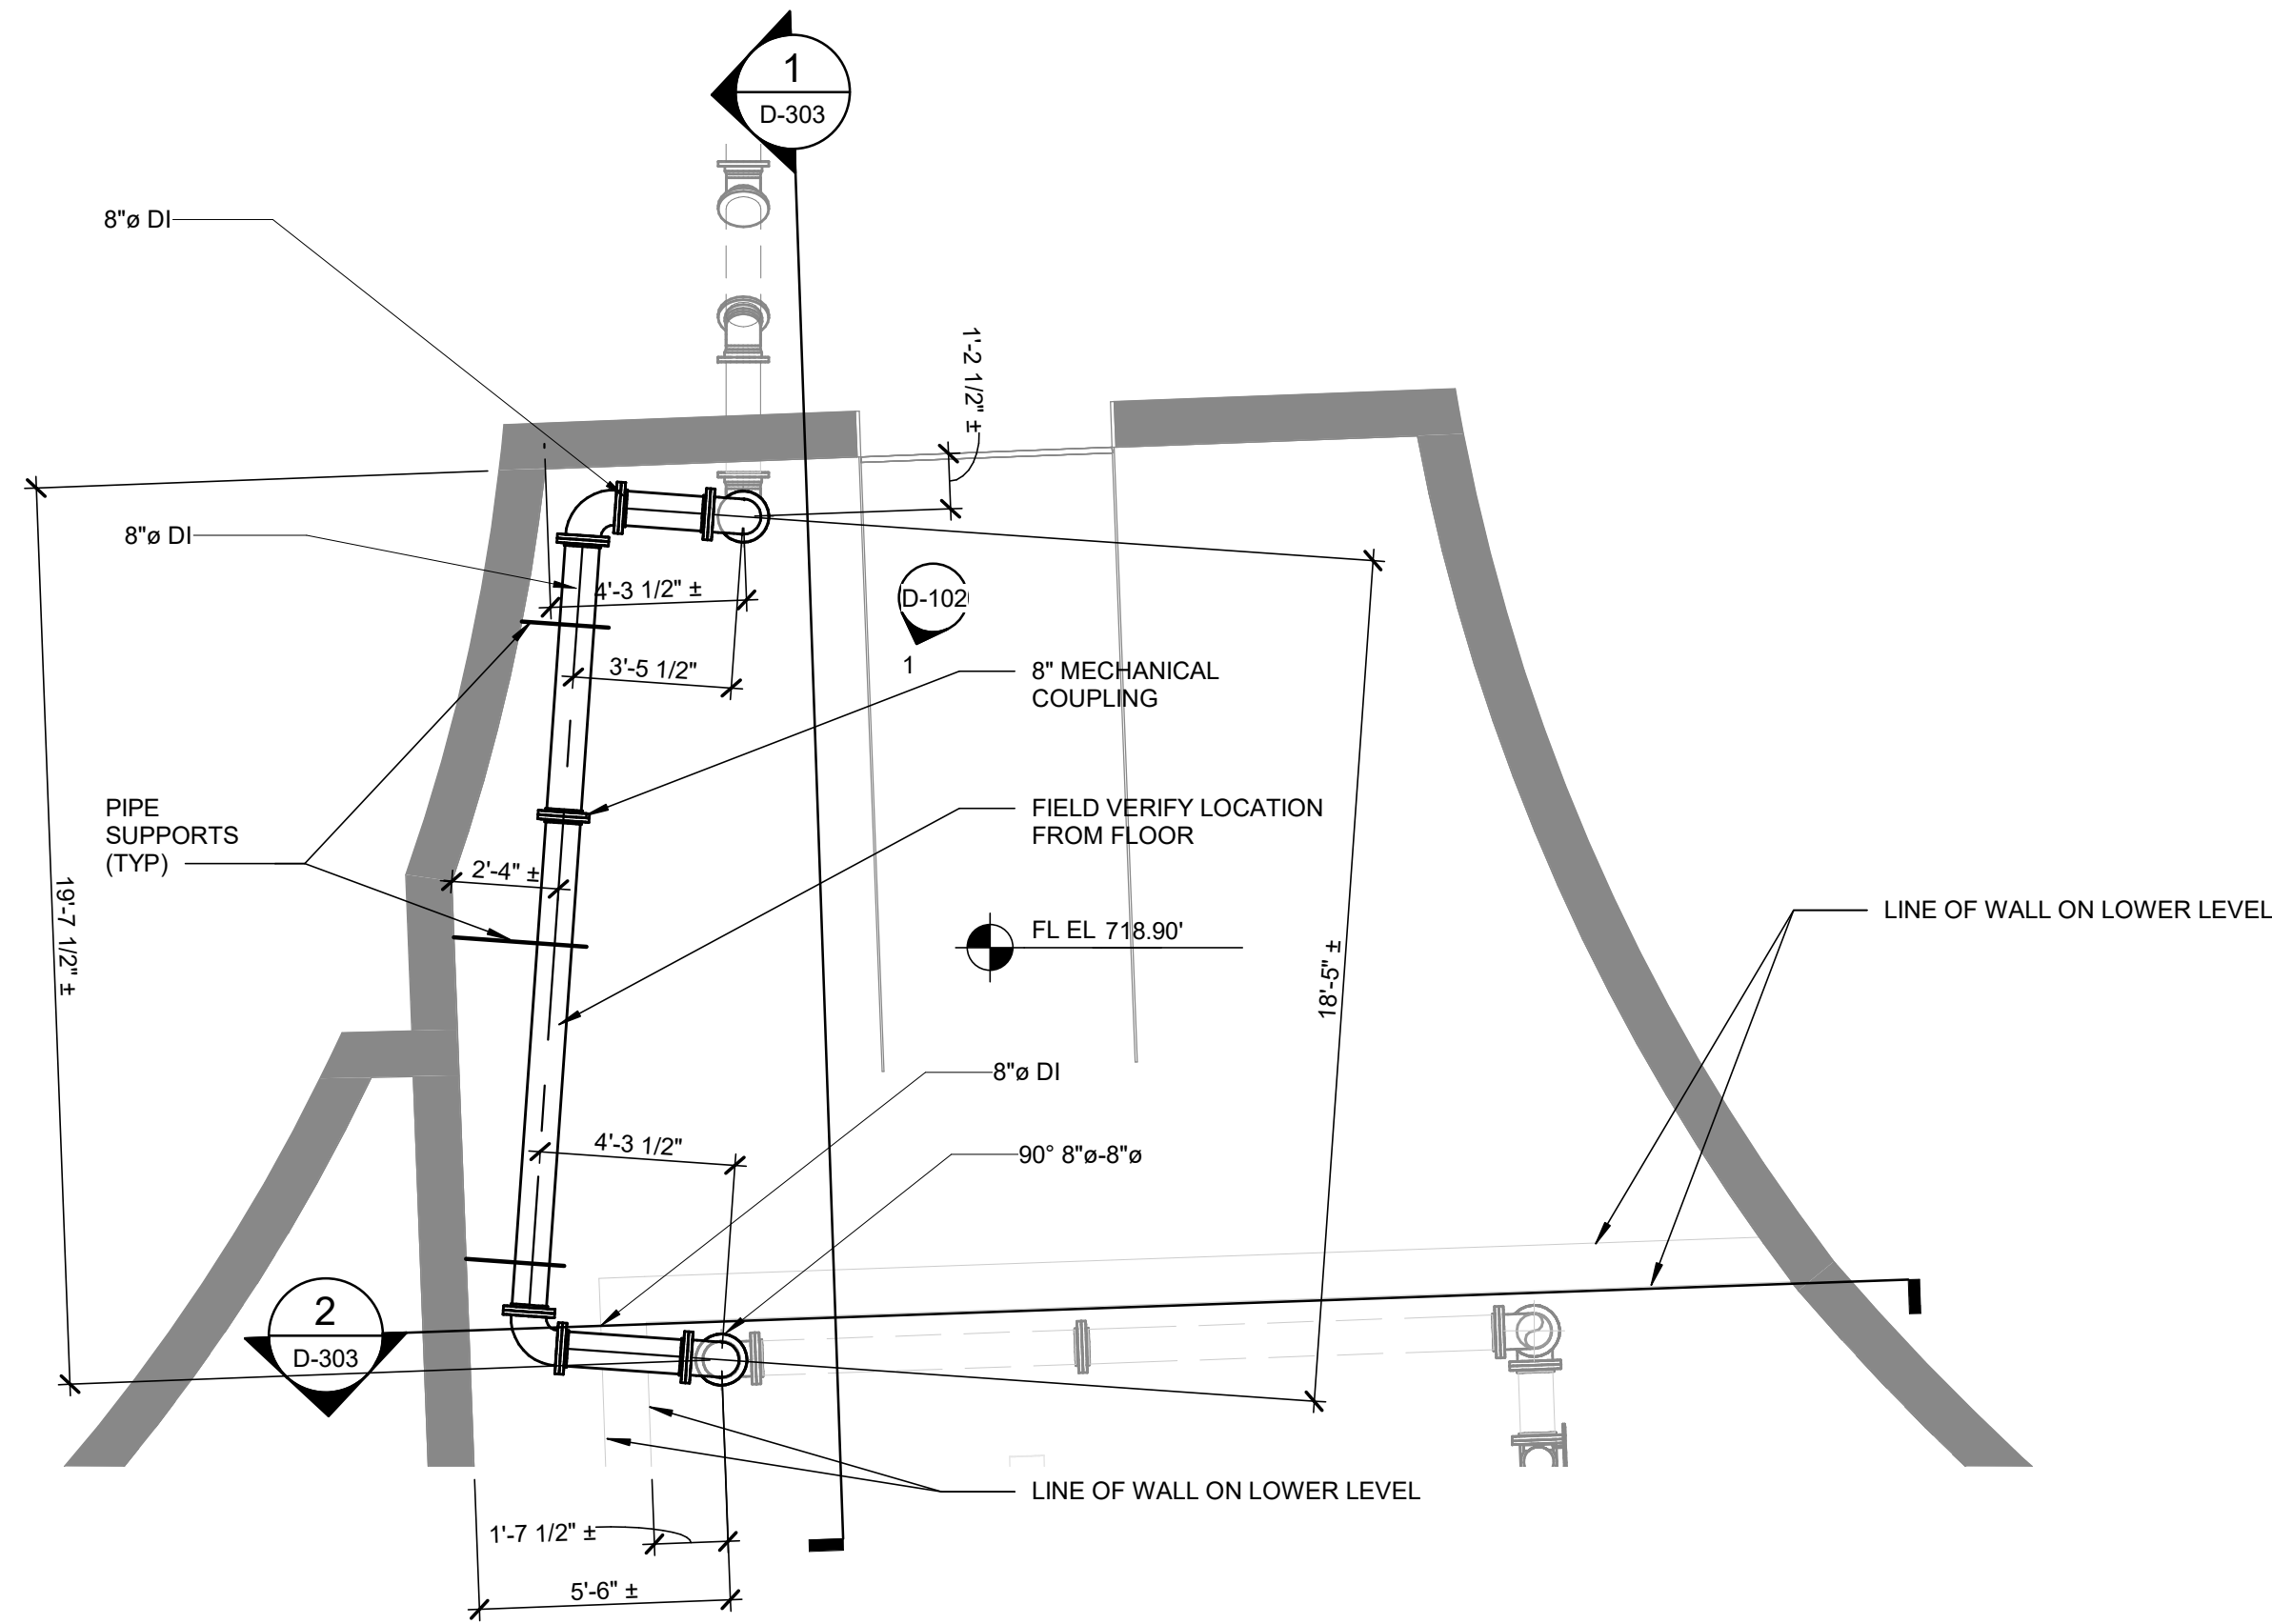 1
D-303
8"ø DI
1'-2 1/2" ±
8"ø DI
4'-3 1/2" ±
D-102
1
3'-5 1/2"
8" MECHANICAL
COUPLING
PIPE
SUPPORTS
(TYP)
FIELD VERIFY LOCATION
FROM FLOOR
2'-4" ±
19'-7 1/2" ±
LINE OF WALL ON LOWER LEVEL
FL EL 718.90'
18'-5" ±
8"ø DI
4'-3 1/2"
90° 8"ø-8"ø
2
D-303
LINE OF WALL ON LOWER LEVEL
1'-7 1/2" ±
5'-6" ±